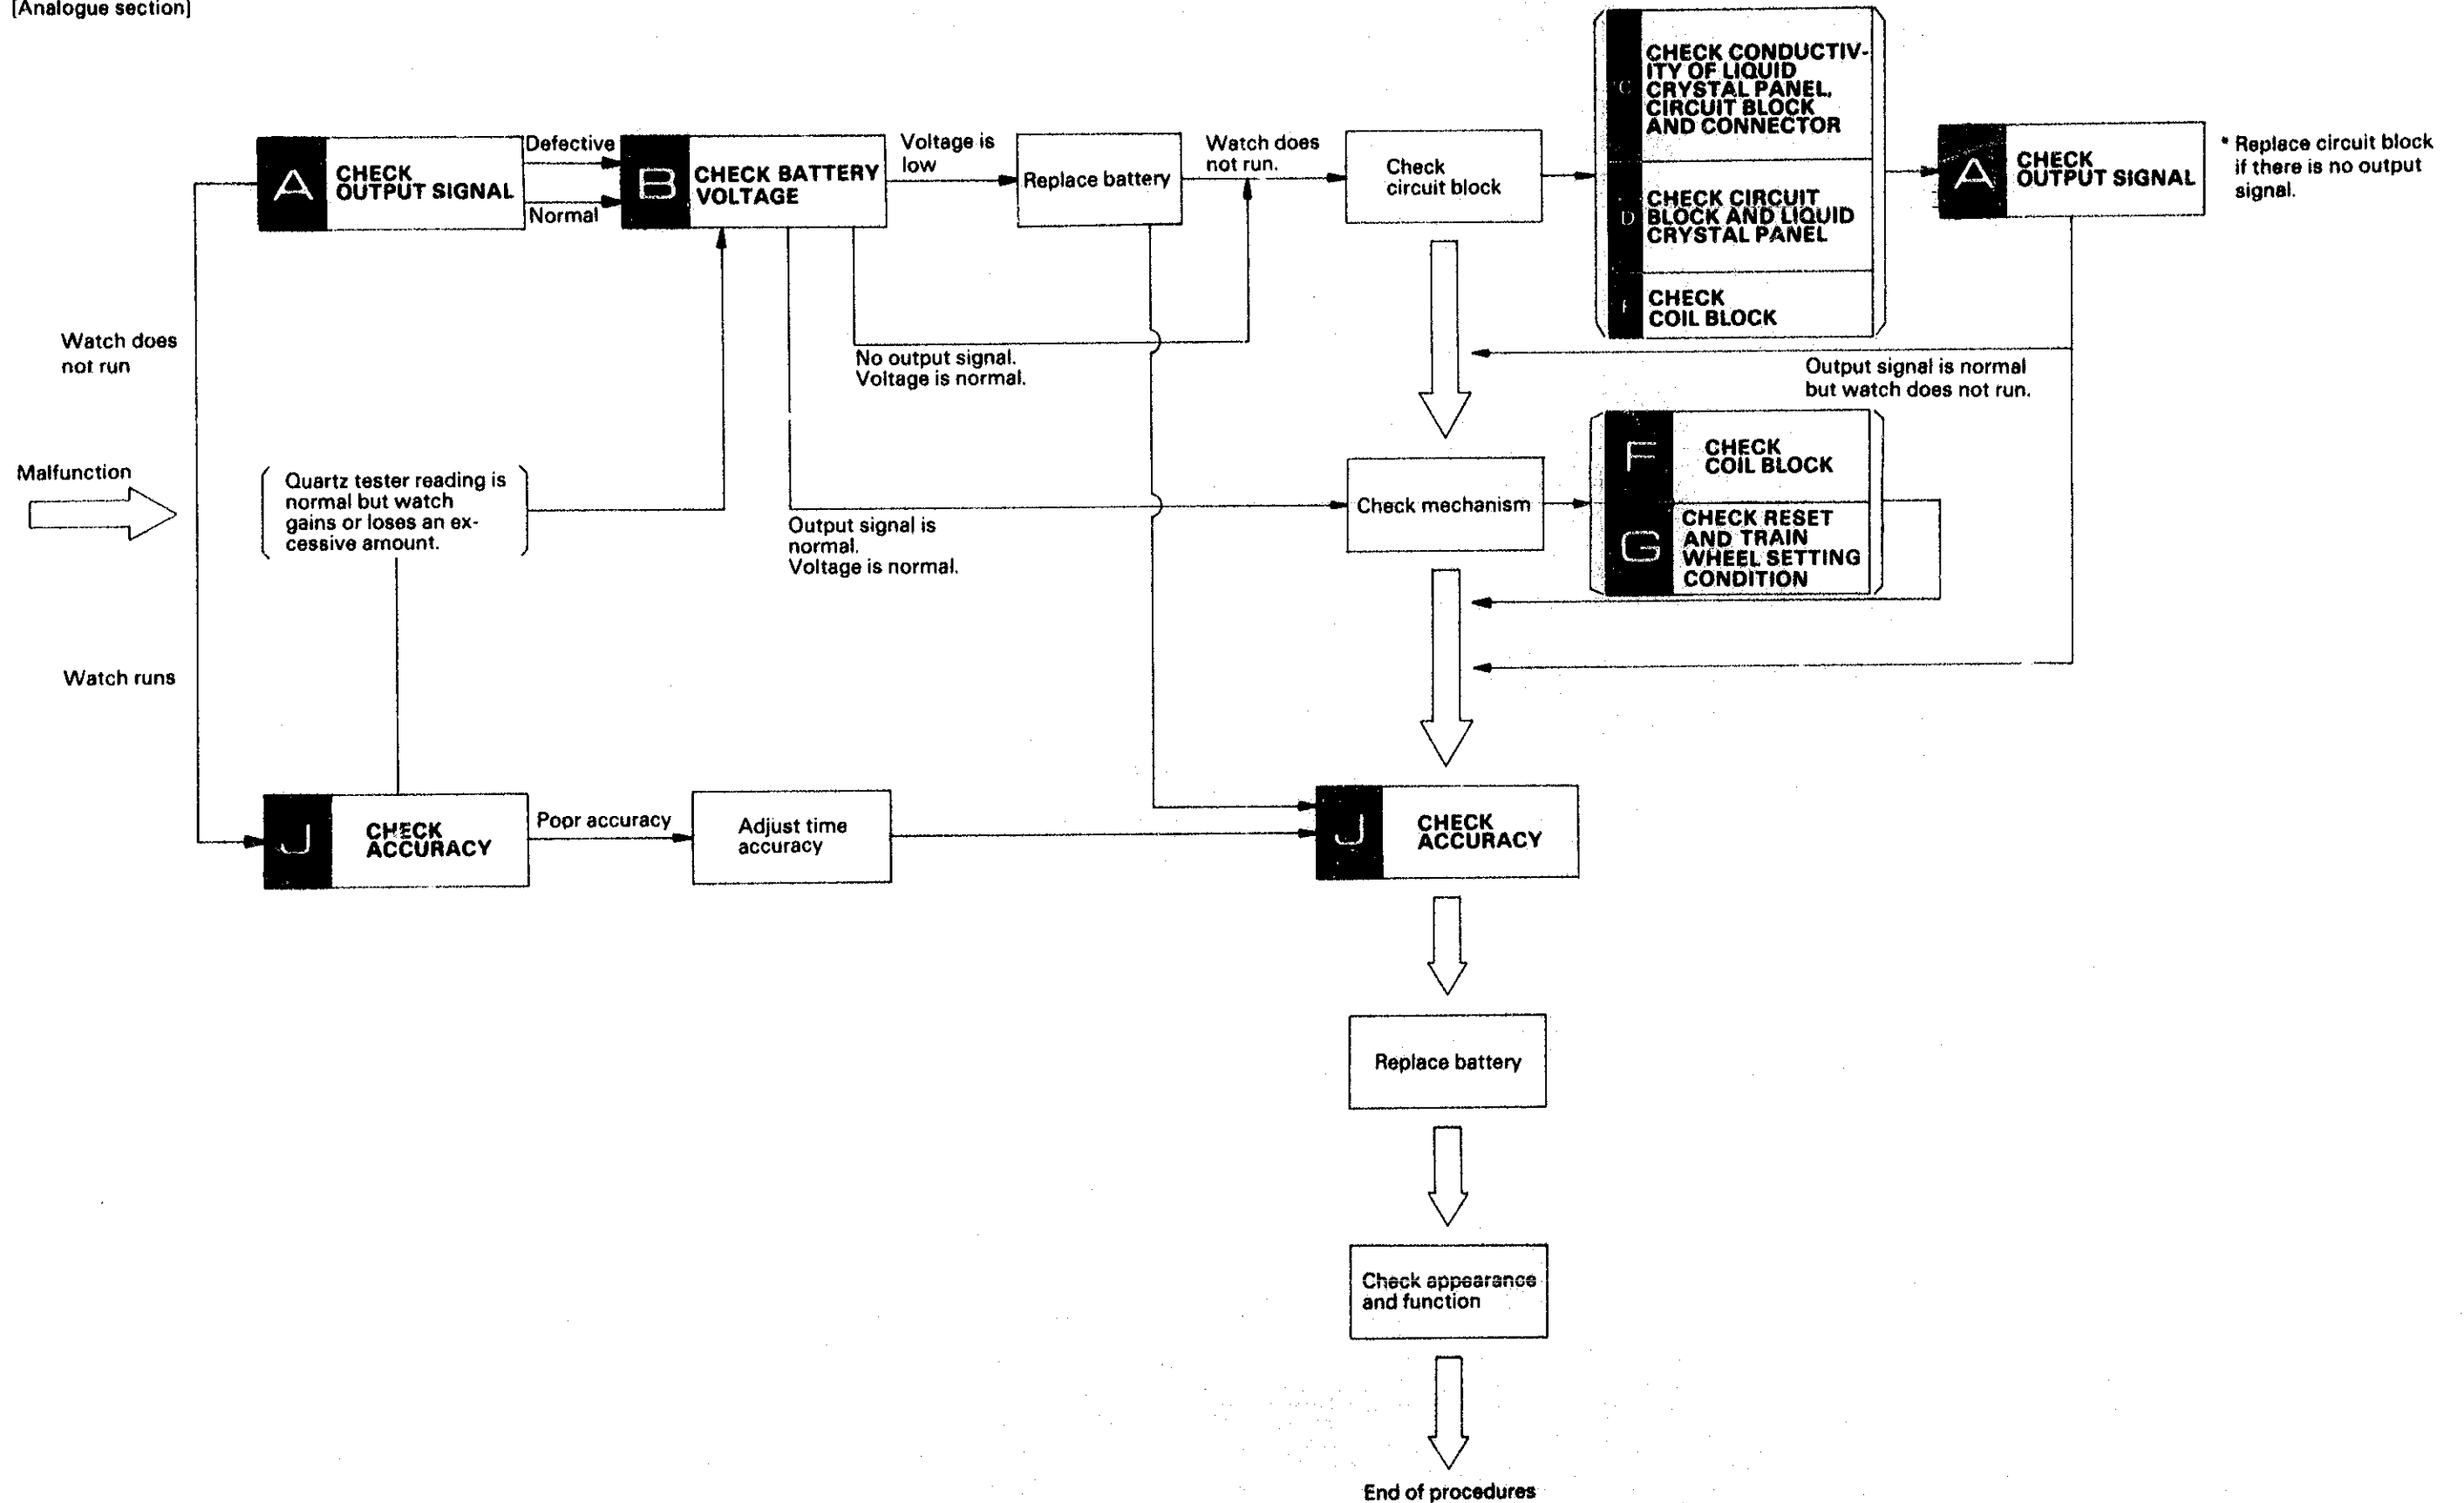 [Analogue section]
A
CHECK
OUTPUT SIGNAL
Defective
Normal
B
CHECK BATTERY
VOLTAGE
Voltage is
low
Replace battery
Watch does
not run.
Check
circuit block
C
CHECK CONDUCTIV-
ITY OF LIQUID
CRYSTAL PANEL,
CIRCUIT BLOCK
AND CONNECTOR
D
CHECK CIRCUIT
BLOCK AND LIQUID
CRYSTAL PANEL
CHECK
COIL BLOCK
A
CHECK
OUTPUT SIGNAL
* Replace circuit block
if there is no output
signal.
Watch does
not run
No output signal.
Voltage is normal.
Output signal is normal
but watch does not run.
Malfunction
Quartz tester reading is
normal but watch
gains or loses an ex-
cessive amount.
Output signal is
normal.
Voltage is normal.
Check mechanism
F
CHECK
COIL BLOCK
G
CHECK RESET
AND TRAIN
WHEEL SETTING
CONDITION
Watch runs
J
CHECK
ACCURACY
Poor accuracy
Adjust time
accuracy
J
CHECK
ACCURACY
Replace battery
Check appearance
and function
End of procedures